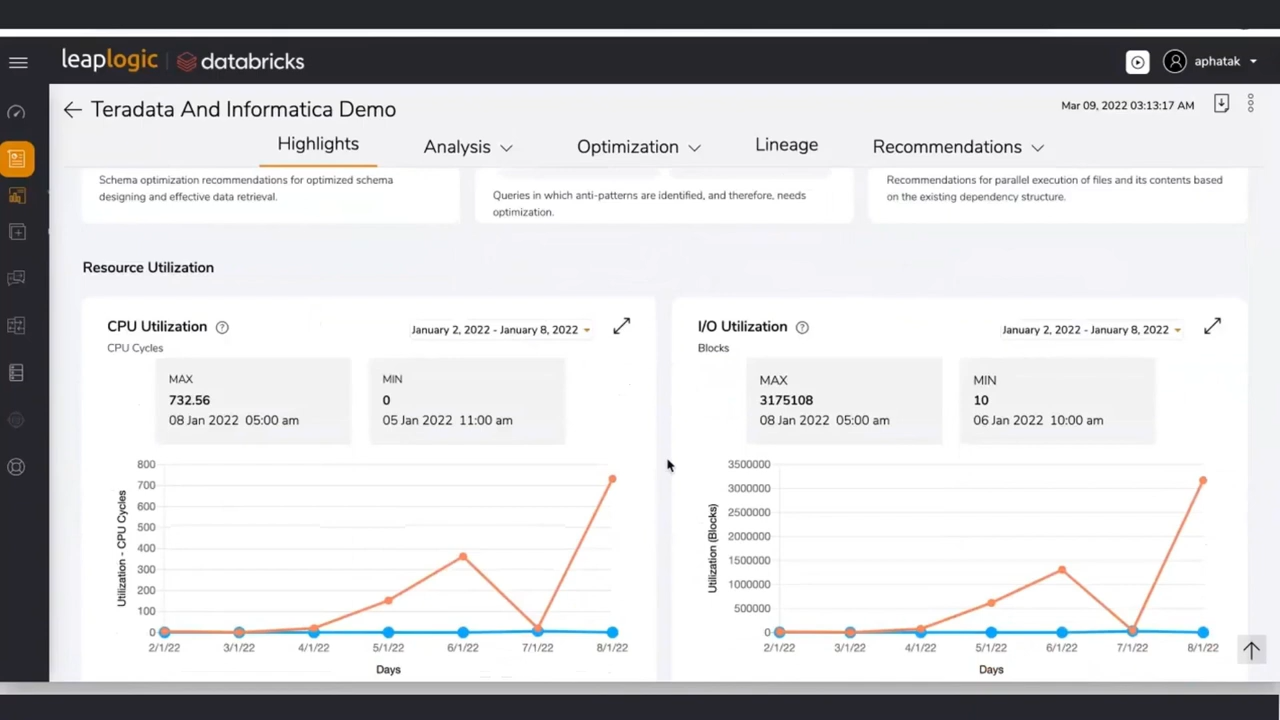 leaplogic | databricks
aphatak
Teradata And Informatica Demo
Mar 09, 2022 03:13:17 AM
Highlights
Analysis
Optimization
Lineage
Recommendations
Schema optimization recommendations for optimized schema
designing and effective data retrieval.
Queries in which anti-patterns are identified, and therefore, needs
optimization.
Recommendations for parallel execution of files and its contents based
on the existing dependency structure.
Resource Utilization
CPU Utilization ?
January 2, 2022 - January 8, 2022
CPU Cycles
MAX
732.56
08 Jan 2022 05:00 am
MIN
0
05 Jan 2022 11:00 am
800
700
600
500
400
300
200
100
0
Utilization - CPU Cycles
2/1/22 3/1/22 4/1/22 5/1/22 6/1/22 7/1/22 8/1/22
Days
I/O Utilization ?
January 2, 2022 - January 8, 2022
Blocks
MAX
3175108
08 Jan 2022 05:00 am
MIN
10
06 Jan 2022 10:00 am
3500000
3000000
2500000
2000000
1500000
1000000
500000
0
Utilization (Blocks)
2/1/22 3/1/22 4/1/22 5/1/22 6/1/22 7/1/22 8/1/22
Days